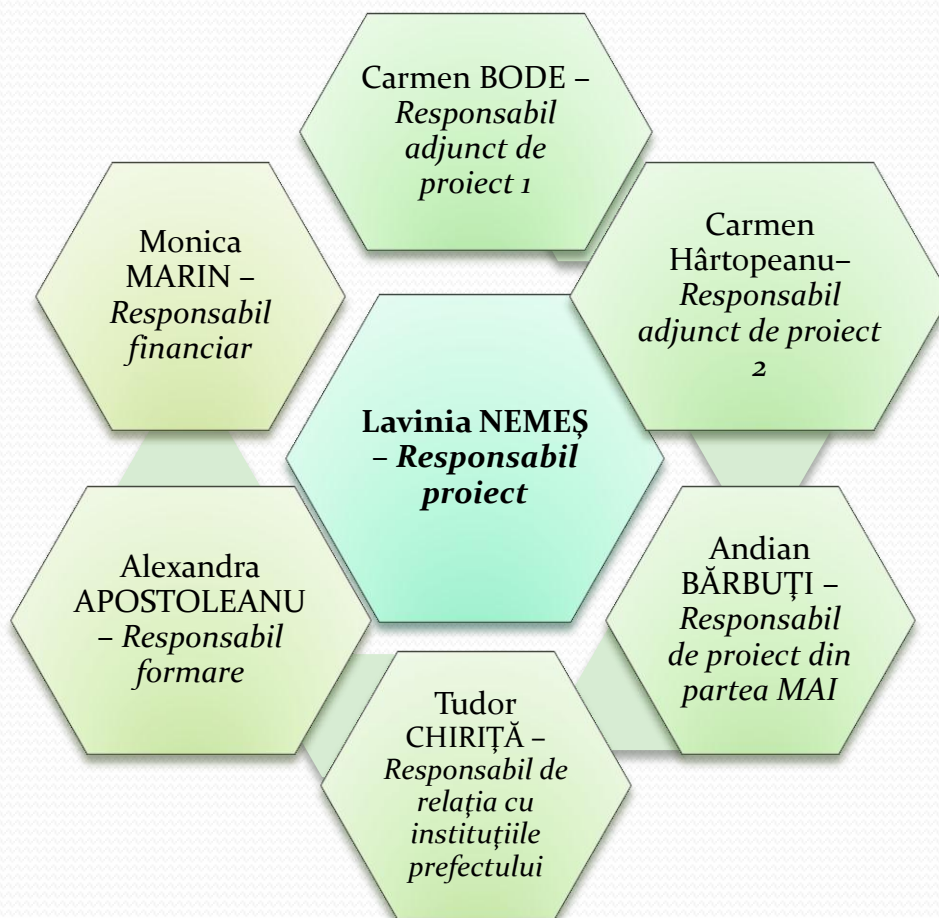 Carmen BODE –
Responsabil
adjunct de
proiect 1
Carmen
Hârtopeanu–
Responsabil
adjunct de proiect
2
Monica
MARIN –
Responsabil
financiar
Lavinia NEMEȘ
– Responsabil
proiect
Andian
BĂRBUȚI –
Responsabil
de proiect din
partea MAI
Alexandra
APOSTOLEANU
– Responsabil
formare
Tudor
CHIRIȚĂ –
Responsabil de
relația cu
instituțiile
prefectului